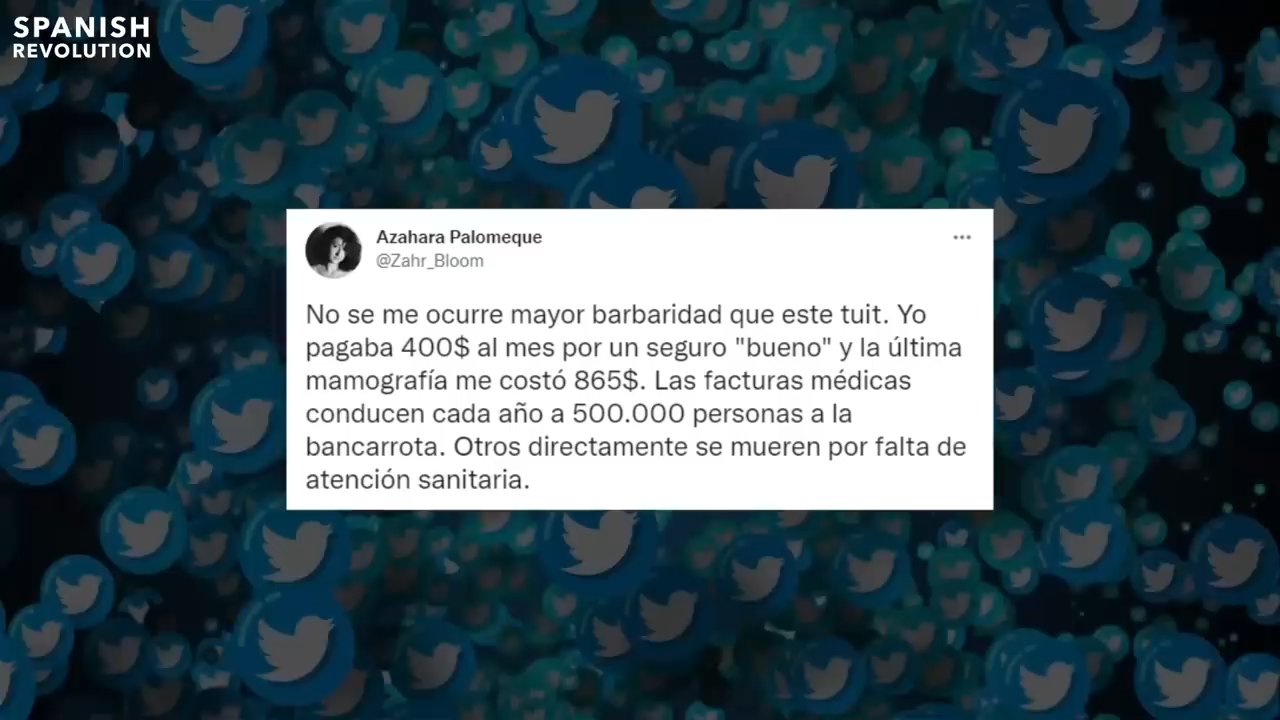 SPANISH
REVOLUTION
Azahara Palomeque
@Zahr_Bloom
No se me ocurre mayor barbaridad que este tuit. Yo
pagaba 400$ al mes por un seguro "bueno" y la última
mamografía me costó 865$. Las facturas médicas
conducen cada año a 500.000 personas a la
bancarrota. Otros directamente se mueren por falta de
atención sanitaria.